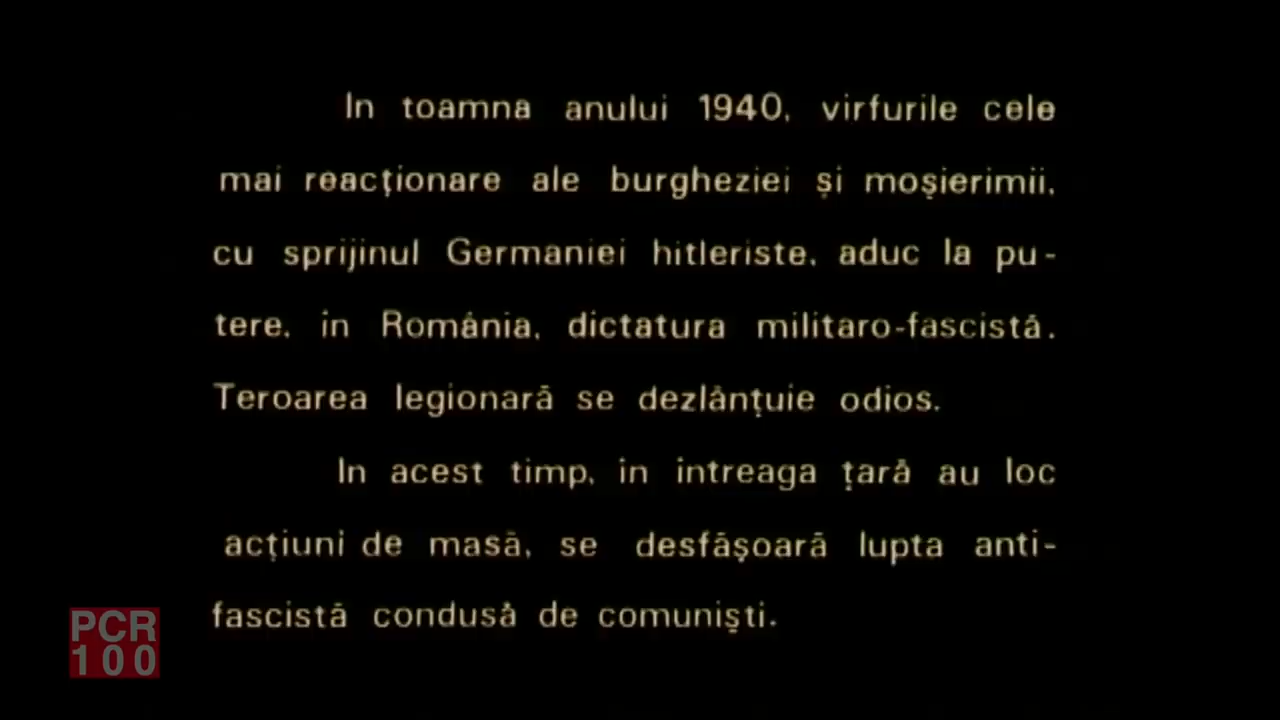 In toamna anului 1940, virfurile cele
mai reacționare ale burgheziei și moșierimii,
cu sprijinul Germaniei hitleriste, aduc la pu-
tere, in România, dictatura militaro-fascistă.
Teroarea legionară se dezlănțuie odios.
In acest timp, in intreaga țară au loc
acțiuni de masă, se desfășoară lupta anti-
fascistă condusă de comuniști.
PCR
100